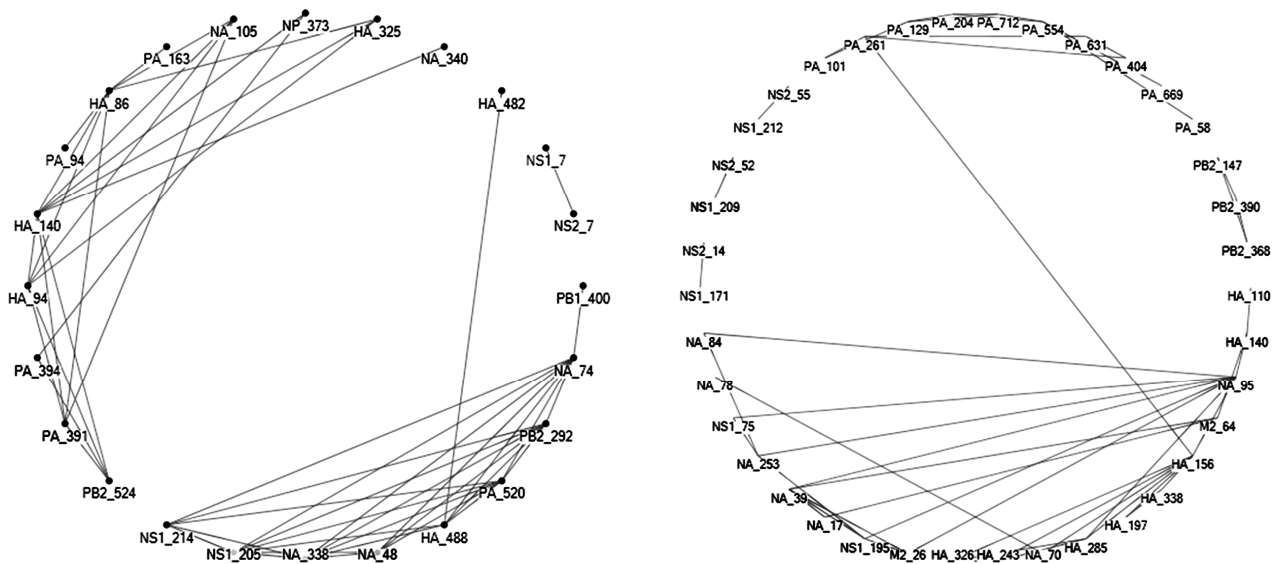 NA_105
NP_373
HA_325
PA_163
NA_340
HA_86
HA_482
PA_94
NS1_7
HA_140
NS2_7
HA_94
PB1_400
PA_394
NA_74
PA_391
PB2_292
PB2_524
PA_520
NS1_214
HA_488
NS1_205
NA_338
NA_48
PA_129
PA_204
PA_712
PA_554
PA_261
PA_631
PA_101
PA_404
NS2_55
PA_669
NS1_212
PA_58
NS2_52
PB2_147
NS1_209
PB2_390
NS2_14
PB2_368
NS1_171
HA_110
NA_84
HA_140
NA_78
NA_95
NS1_75
M2_64
NA_253
HA_156
NA_39
HA_338
NA_17
HA_197
NS1_195
M2_26
HA_326
HA_243
NA_70
HA_285